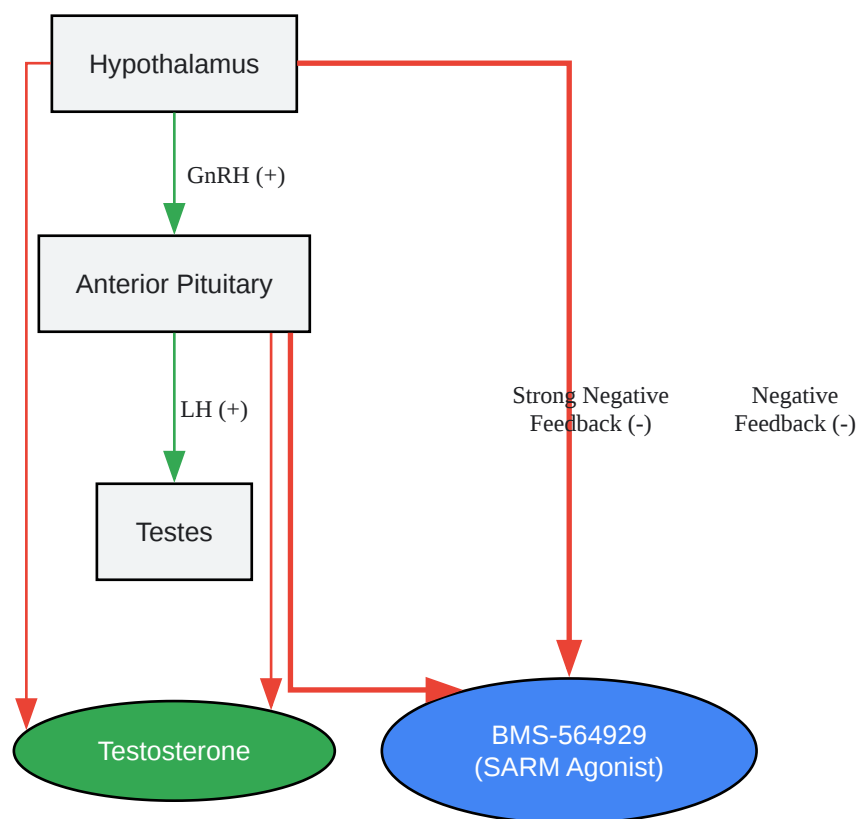 Hypothalamus
GnRH (+)
Anterior Pituitary
LH (+)
Strong Negative
Feedback (-)
Negative
Feedback (-)
Testes
Testosterone
BMS-564929
(SARM Agonist)